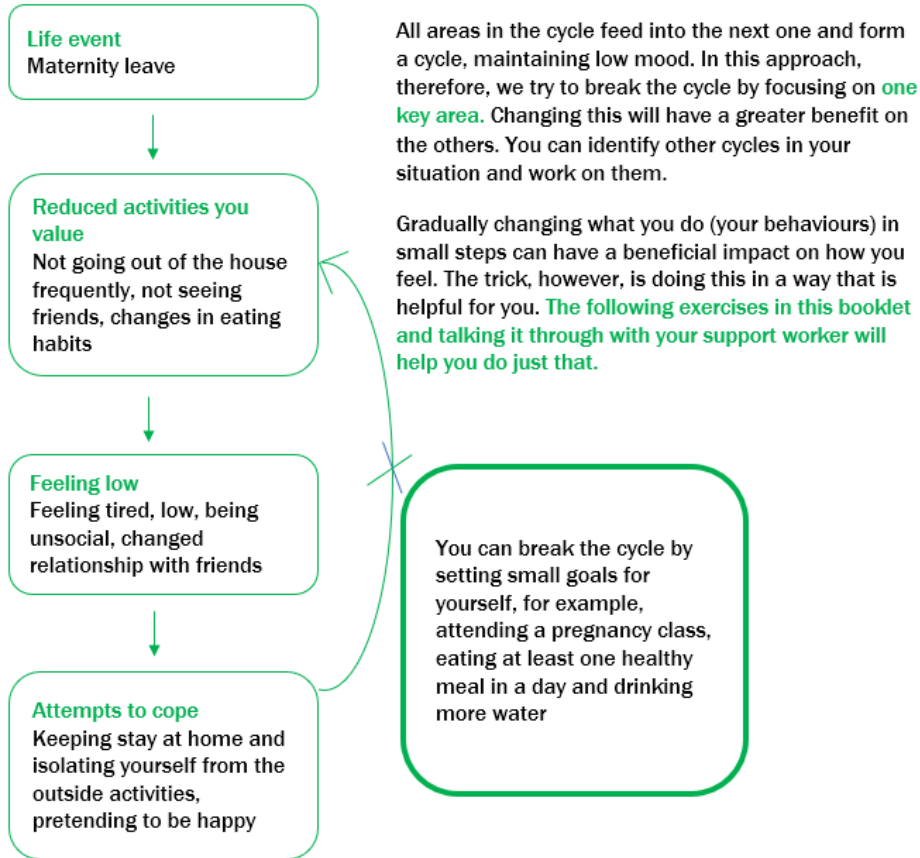 Life event
Maternity leave
Reduced activities you
value
Not going out of the house
frequently, not seeing
friends, changes in eating
habits
Feeling low
Feeling tired, low, being
unsocial, changed
relationship with friends
Attempts to cope
Keeping stay at home and
isolating yourself from the
outside activities,
pretending to be happy
All areas in the cycle feed into the next one and form
a cycle, maintaining low mood. In this approach,
therefore, we try to break the cycle by focusing on one
key area. Changing this will have a greater benefit on
the others. You can identify other cycles in your
situation and work on them.
Gradually changing what you do (your behaviours) in
small steps can have a beneficial impact on how you
feel. The trick, however, is doing this in a way that is
helpful for you. The following exercises in this booklet
and talking it through with your support worker will
help you do just that.
You can break the cycle by
setting small goals for
yourself, for example,
attending a pregnancy class,
eating at least one healthy
meal in a day and drinking
more water